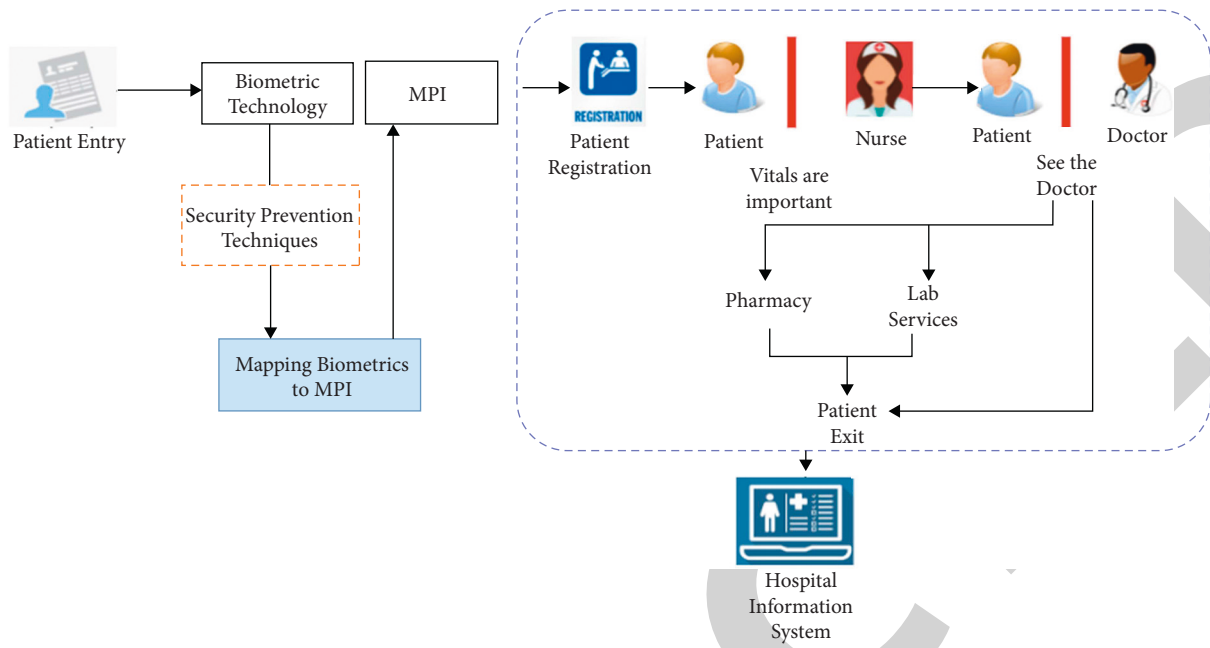 Patient Entry
Biometric
Technology
MPI
Security Prevention
Techniques
Mapping Biometrics
to MPI
REGISTRATION
Patient
Registration
Patient
Nurse
Patient
Doctor
Vitals are
important
See the
Doctor
Pharmacy
Lab
Services
Patient
Exit
Hospital
Information
System